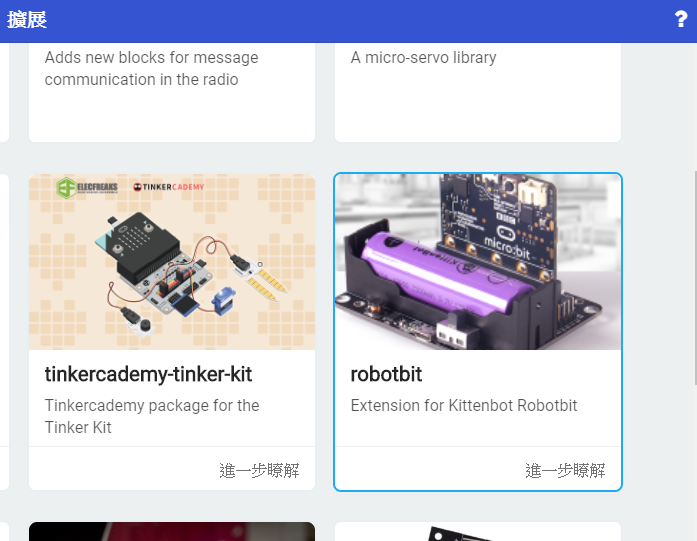 擴展
Adds new blocks for message
communication in the radio
A micro-servo library
ELECFREAKS
TINKERCADEMY
BBC
micro:bit
Kittenbot
tinkercademy-tinker-kit
Tinkercademy package for the
Tinker Kit
進一步瞭解
robotbit
Extension for Kittenbot Robotbit
進一步瞭解